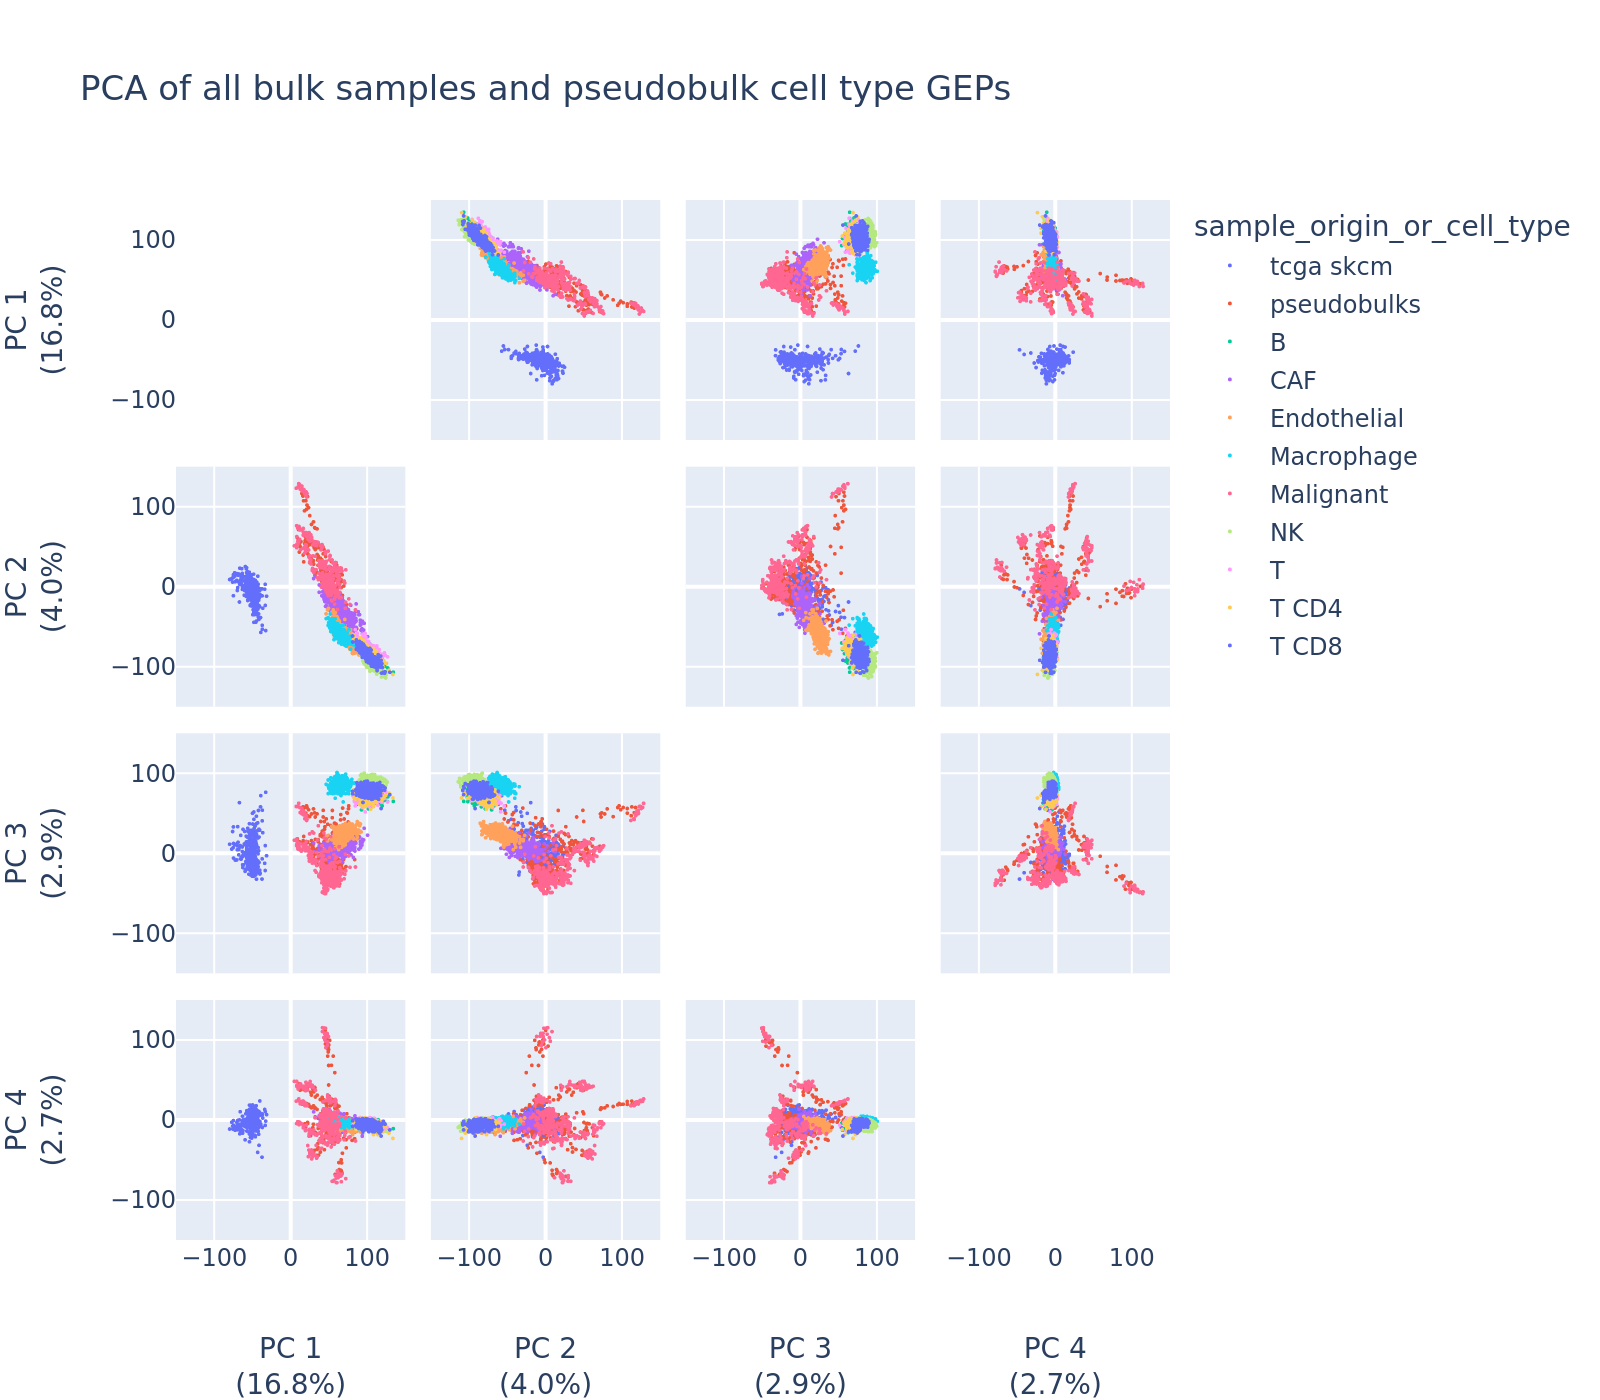 PCA of all bulk samples and pseudobulk cell type GEPs
sample_origin_or_cell_type
tcga skcm
pseudobulks
B
CAF
Endothelial
Macrophage
Malignant
NK
T
T CD4
T CD8
PC 1
(16.8%)
100
0
−100
PC 2
(4.0%)
100
0
−100
PC 3
(2.9%)
100
0
−100
PC 4
(2.7%)
100
0
−100
−100 0 100 −100 0 100 −100 0 100 −100 0 100
PC 1 PC 2 PC 3 PC 4
(16.8%) (4.0%) (2.9%) (2.7%)